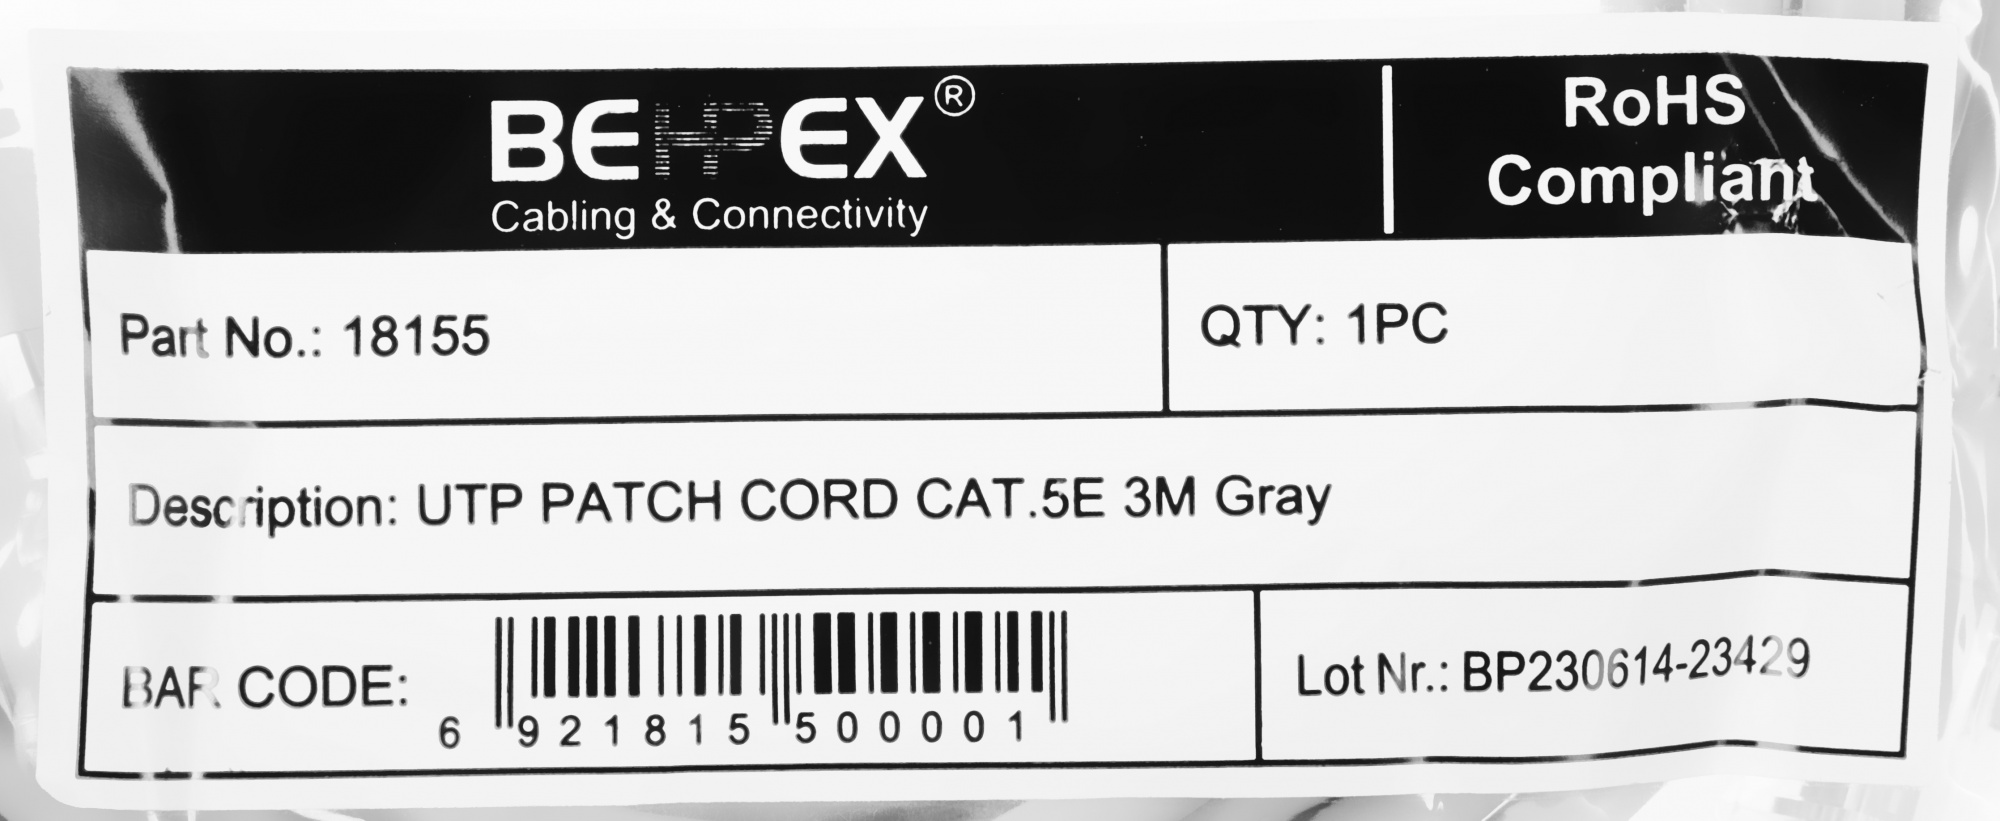 BEHPEX®
Cabling & Connectivity
RoHS
Compliant
Part No.: 18155
QTY: 1PC
Description: UTP PATCH CORD CAT.5E 3M Gray
BAR CODE:
6 921815 500001
Lot Nr.: BP230614-23429